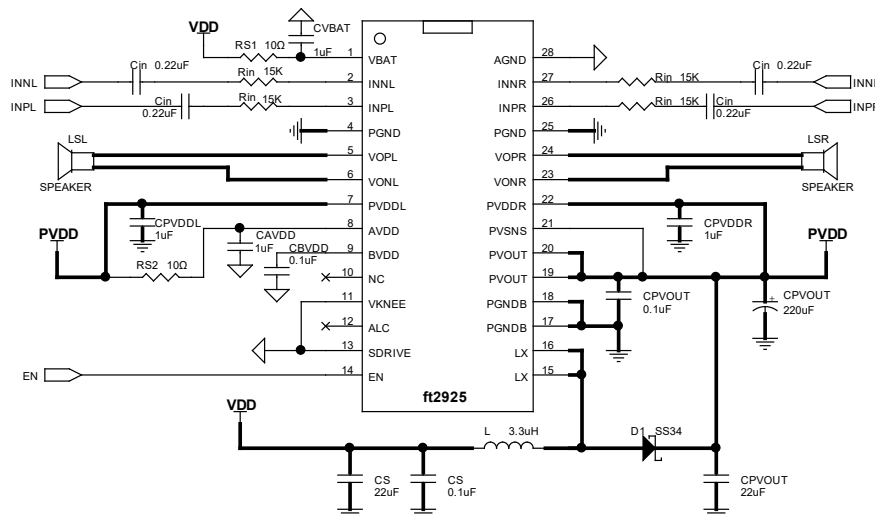 CVBAT
1uF
VDD
RS1 10Ω
1 VBAT
AGND 28
INNL
Cin 0.22uF
Rin 15K
2 INNL
INNR 27
Rin 15K
Cin 0.22uF
INPL
Cin
0.22uF
Rin 15K
3 INPL
INPR 26
Rin 15K
Cin
0.22uF
INPR
4 PGND
PGND 25
LSL
SPEAKER
5 VOPL
VOPR 24
LSR
SPEAKER
6 VONL
VONR 23
7 PVDDL
PVDDR 22
PVDD
CPVDDL
1uF
8 AVDD
PVSNS 21
CPVDDR
1uF
PVDD
CAVDD
1uF
CBVDD
0.1uF
9 BVDD
PVOUT 20
RS2 10Ω
10 NC
PVOUT 19
11 VKNEE
PGNDB 18
CPVOUT
0.1uF
+
CPVOUT
220uF
12 ALC
PGNDB 17
13 SDRIVE
LX 16
EN
14 EN
LX 15
ft2925
VDD
L 3.3uH
D1 SS34
CS
22uF
CS
0.1uF
CPVOUT
22uF